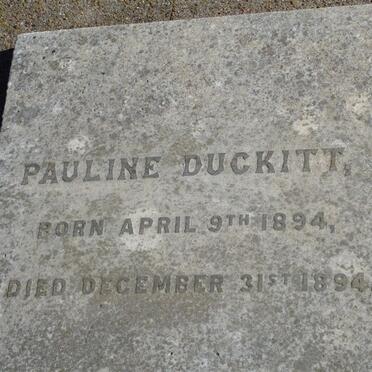 PAULINE DUCKITT,
BORN APRIL 9TH 1894,
DIED DECEMBER 31ST 1894.